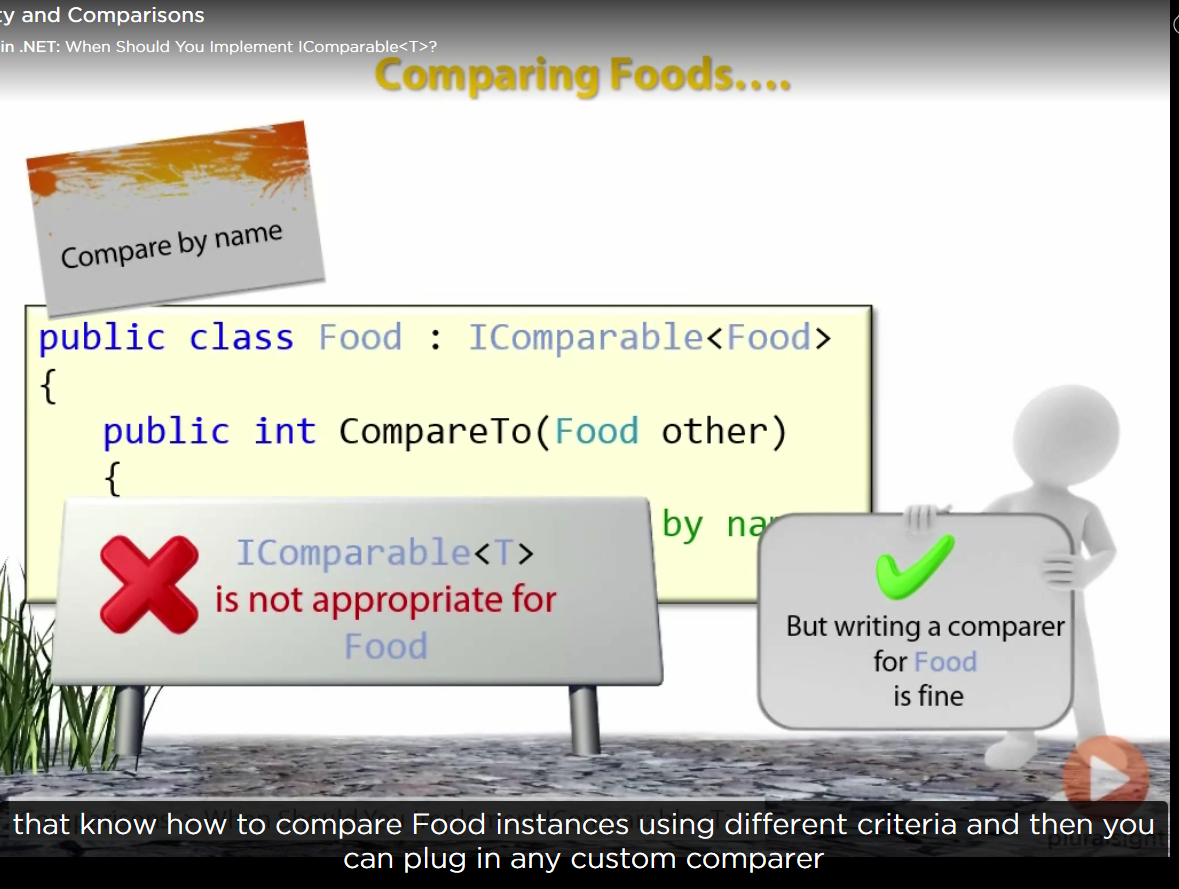 ty and Comparisons
in .NET: When Should You Implement IComparable<T>?
Comparing Foods....
Compare by name
public class Food : IComparable<Food>
{
public int CompareTo(Food other)
{
by na
IComparable<T>
is not appropriate for
Food
But writing a comparer
for Food
is fine
that know how to compare Food instances using different criteria and then you
can plug in any custom comparer
pluralsight